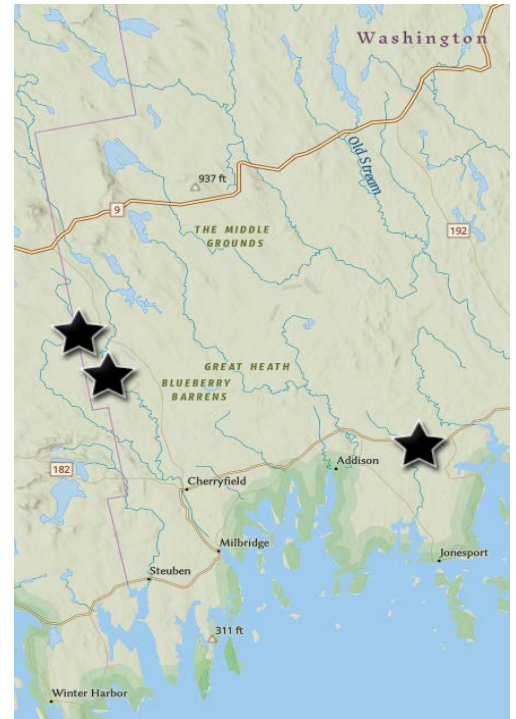 Washington
Old Stream
937 ft
9
THE MIDDLE
GROUNDS
192
GREAT HEATH
BLUEBERRY
BARRENS
182
Addison
Cherryfield
Milbridge
Jonesport
Steuben
311 ft
Winter Harbor